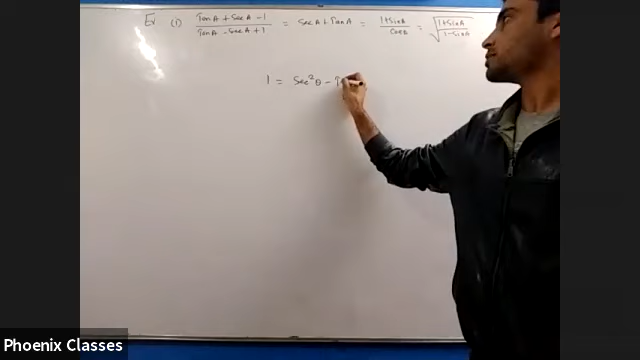 Q (1) TanA + SecA - 1 / TanA - SecA + 1 = SecA + TanA = 1+SinA / CosA = √(1+SinA / 1-SinA)
1 = Sec²θ - T
Phoenix Classes